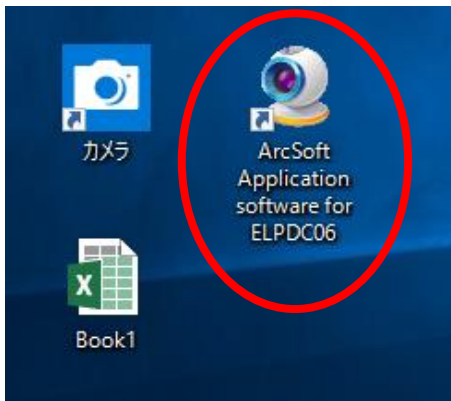 カメラ
ArcSoft
Application
software for
ELPDC06
Book1